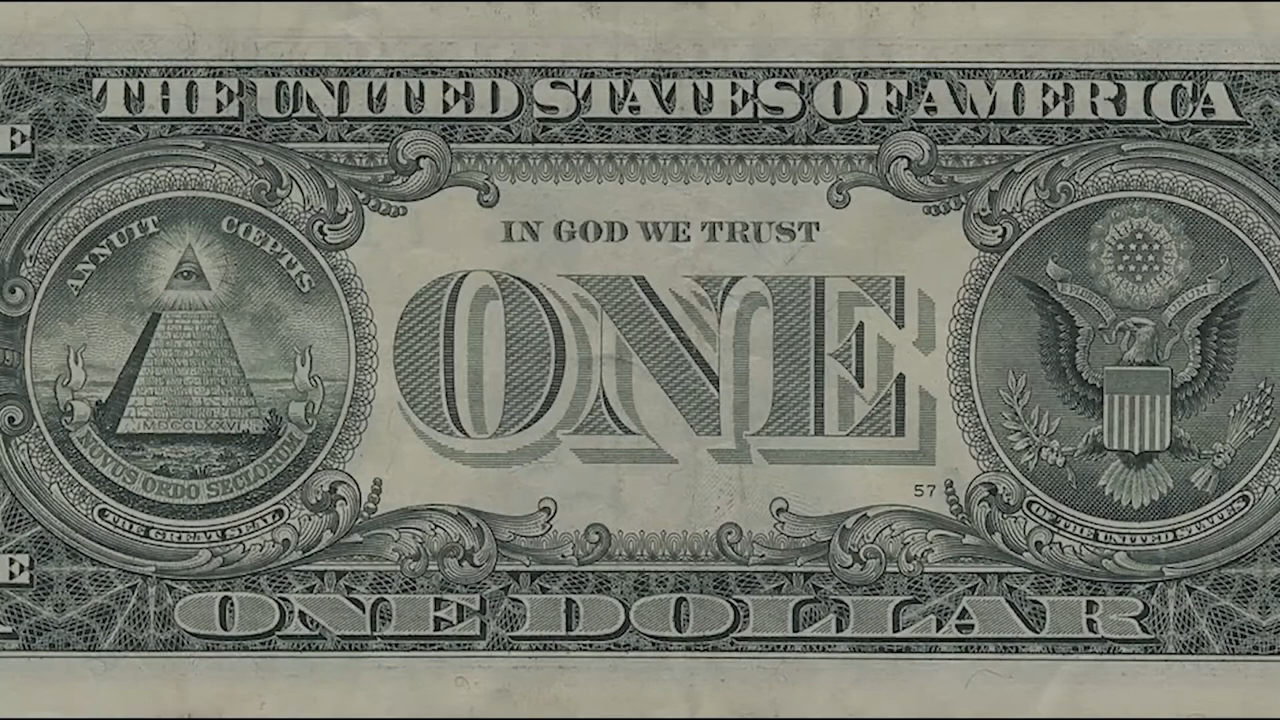 THE UNITED STATES OF AMERICA
ANNUIT CŒPTIS
MDCCLXXVI
NOVUS ORDO SECLORUM
THE GREAT SEAL
IN GOD WE TRUST
ONE
57
OF THE UNITED STATES
ONE DOLLAR